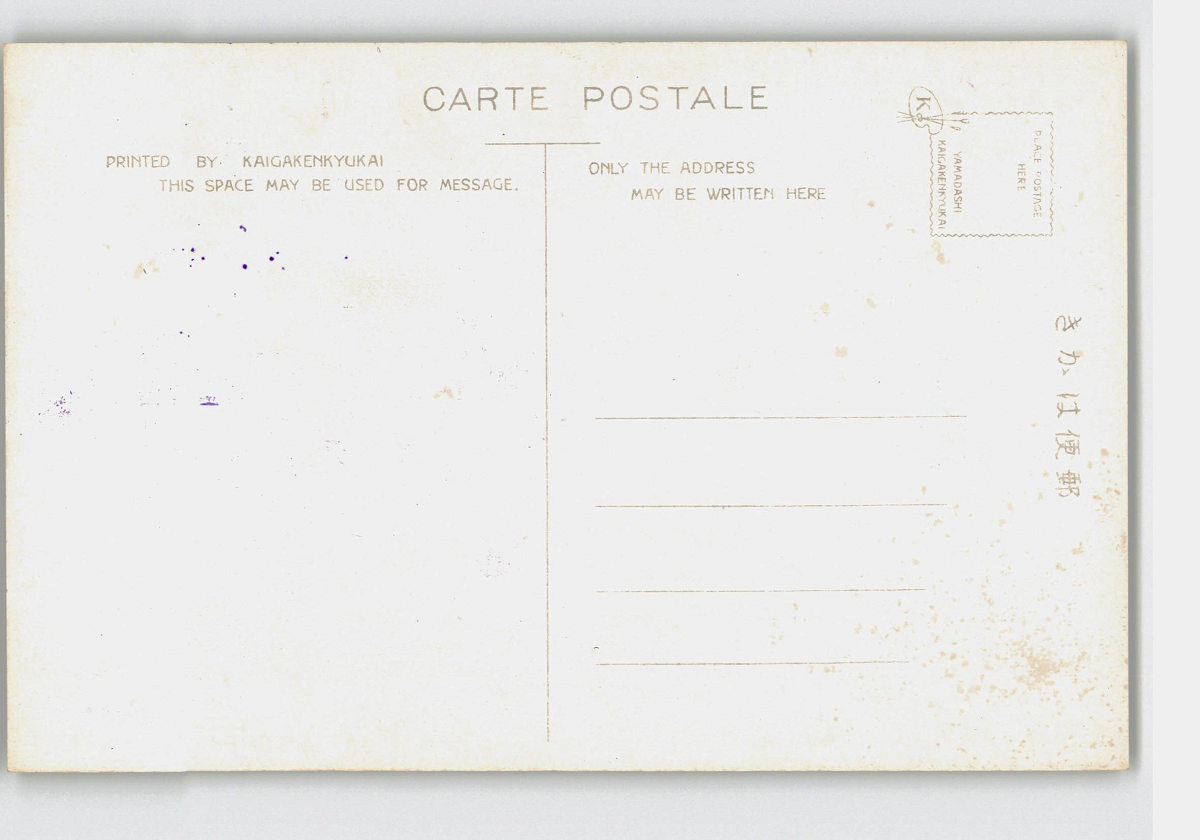 CARTE POSTALE
PRINTED BY KAIGAKENKYUKAI
THIS SPACE MAY BE USED FOR MESSAGE.
ONLY THE ADDRESS
MAY BE WRITTEN HERE
K
PLACE POSTAGE
HERE
YAMADASHI
KAIGAKENKYUKAI
きがは便郵